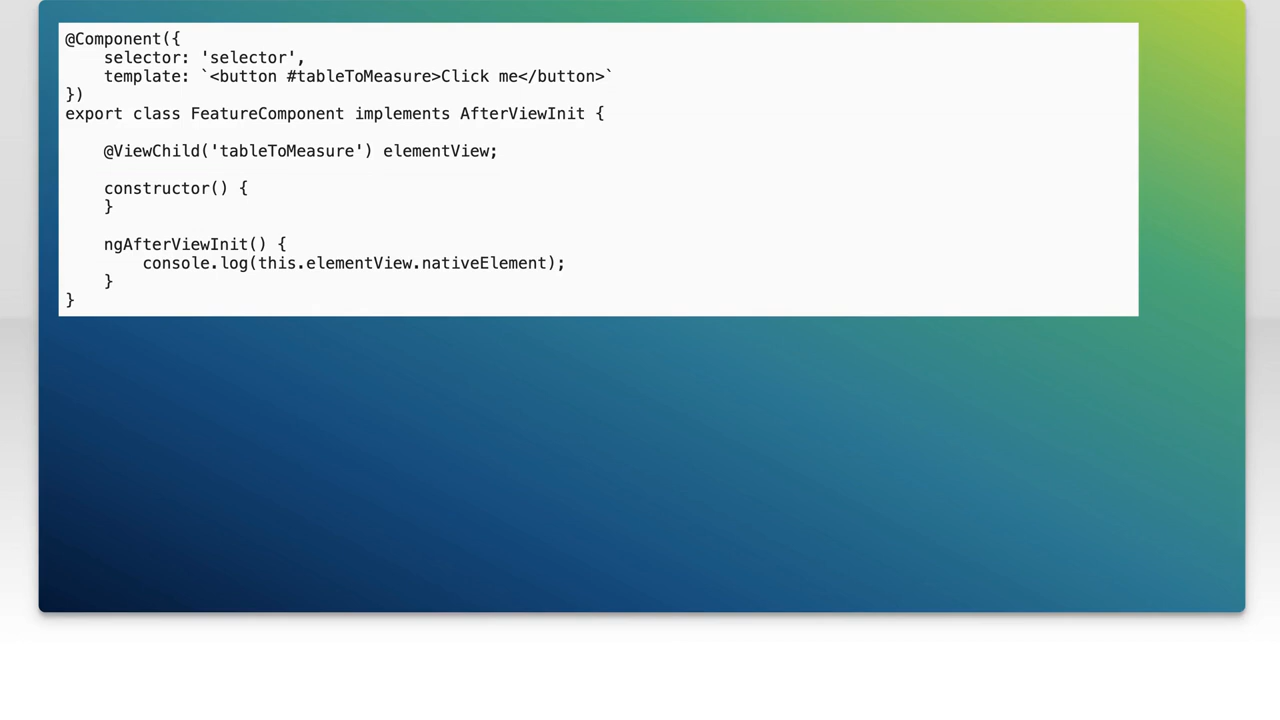 @Component({
    selector: 'selector',
    template: `<button #tableToMeasure>Click me</button>`
})
export class FeatureComponent implements AfterViewInit {

    @ViewChild('tableToMeasure') elementView;

    constructor() {
    }

    ngAfterViewInit() {
        console.log(this.elementView.nativeElement);
    }
}